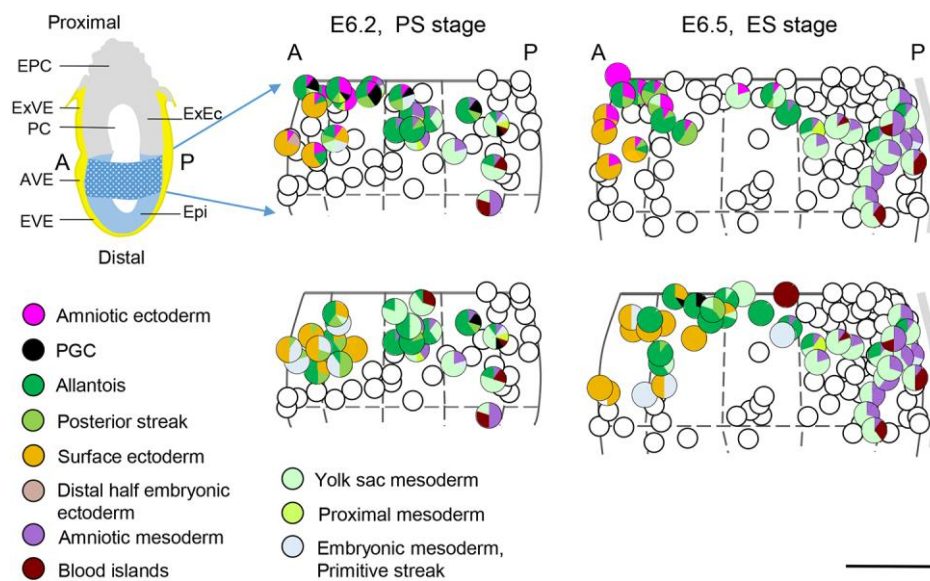 Proximal
E6.2, PS stage
E6.5, ES stage
A
P
A
P
EPC
ExVE
ExEc
PC
A
P
AVE
EVE
Epi
Distal
Amniotic ectoderm
PGC
Allantois
Posterior streak
Surface ectoderm
Distal half embryonic
ectoderm
Amniotic mesoderm
Blood islands
Yolk sac mesoderm
Proximal mesoderm
Embryonic mesoderm,
Primitive streak